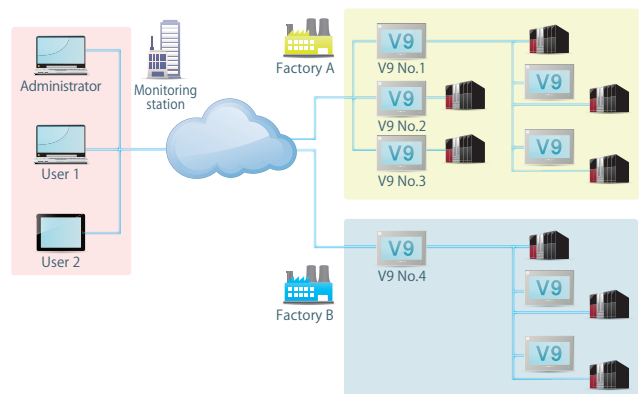 Administrator
User 1
User 2
Monitoring
station
Factory A
V9
V9 No.1
V9
V9 No.2
V9
V9 No.3
V9
V9
Factory B
V9
V9 No.4
V9
V9